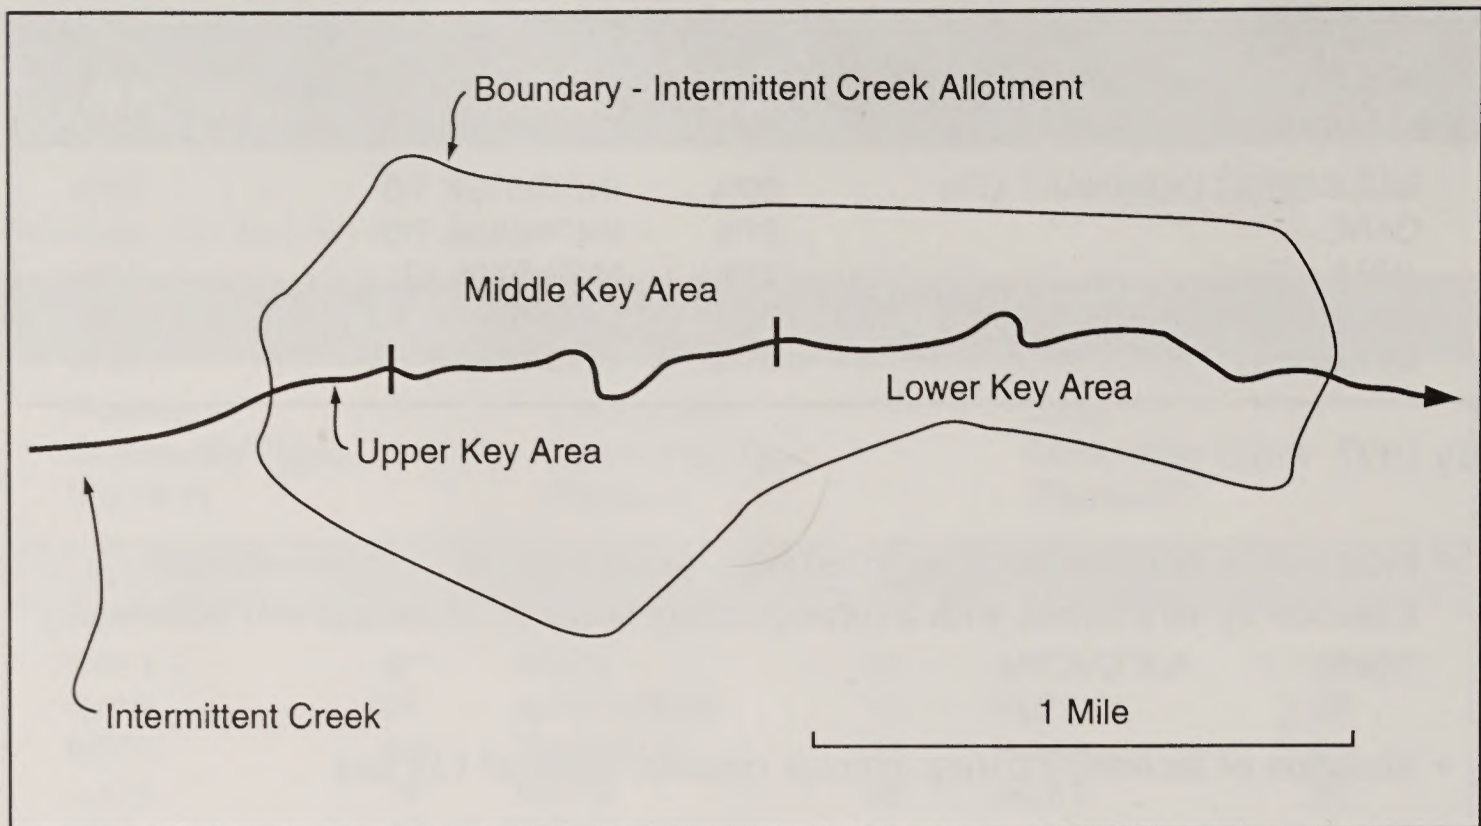 Boundary - Intermittent Creek Allotment
Middle Key Area
Lower Key Area
Upper Key Area
Intermittent Creek
1 Mile